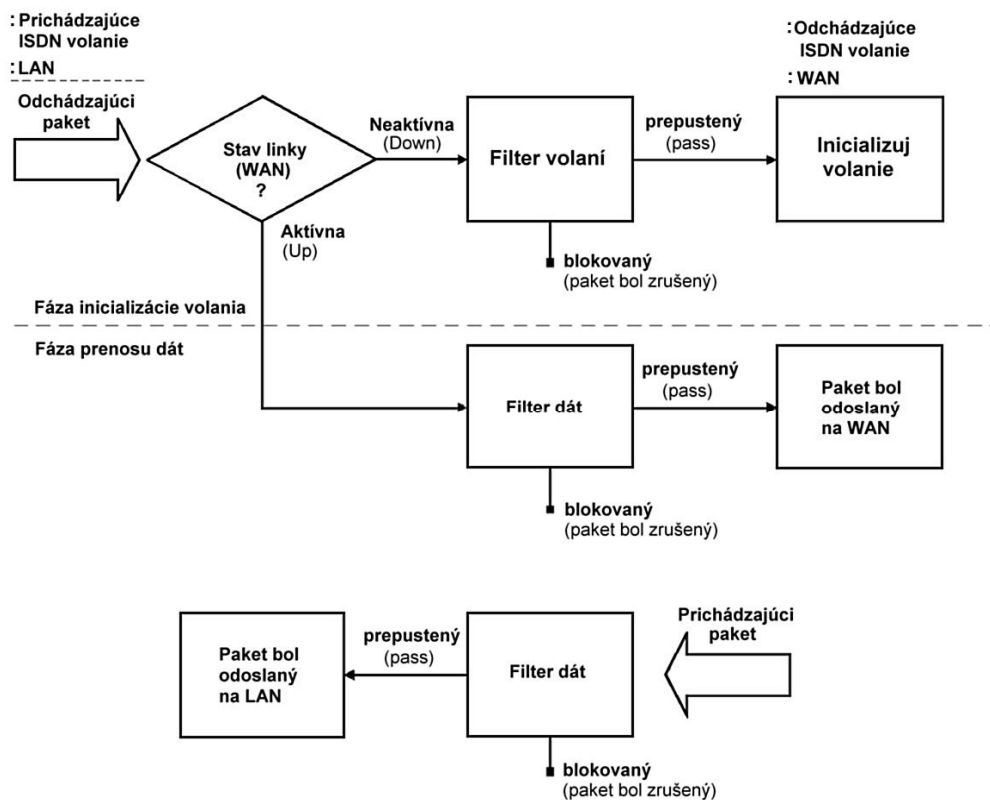 : Prichádzajúce
ISDN volanie
: LAN
: Odchádzajúce
ISDN volanie
: WAN
Odchádzajúci
paket
Stav linky
(WAN)
?
Neaktívna
(Down)
Filter volaní
prepustený
(pass)
Inicializuj
volanie
Aktívna
(Up)
blokovaný
(paket bol zrušený)
Fáza inicializácie volania
Fáza prenosu dát
Filter dát
prepustený
(pass)
Paket bol
odoslaný
na WAN
blokovaný
(paket bol zrušený)
Paket bol
odoslaný
na LAN
prepustený
(pass)
Filter dát
Prichádzajúci
paket
blokovaný
(paket bol zrušený)